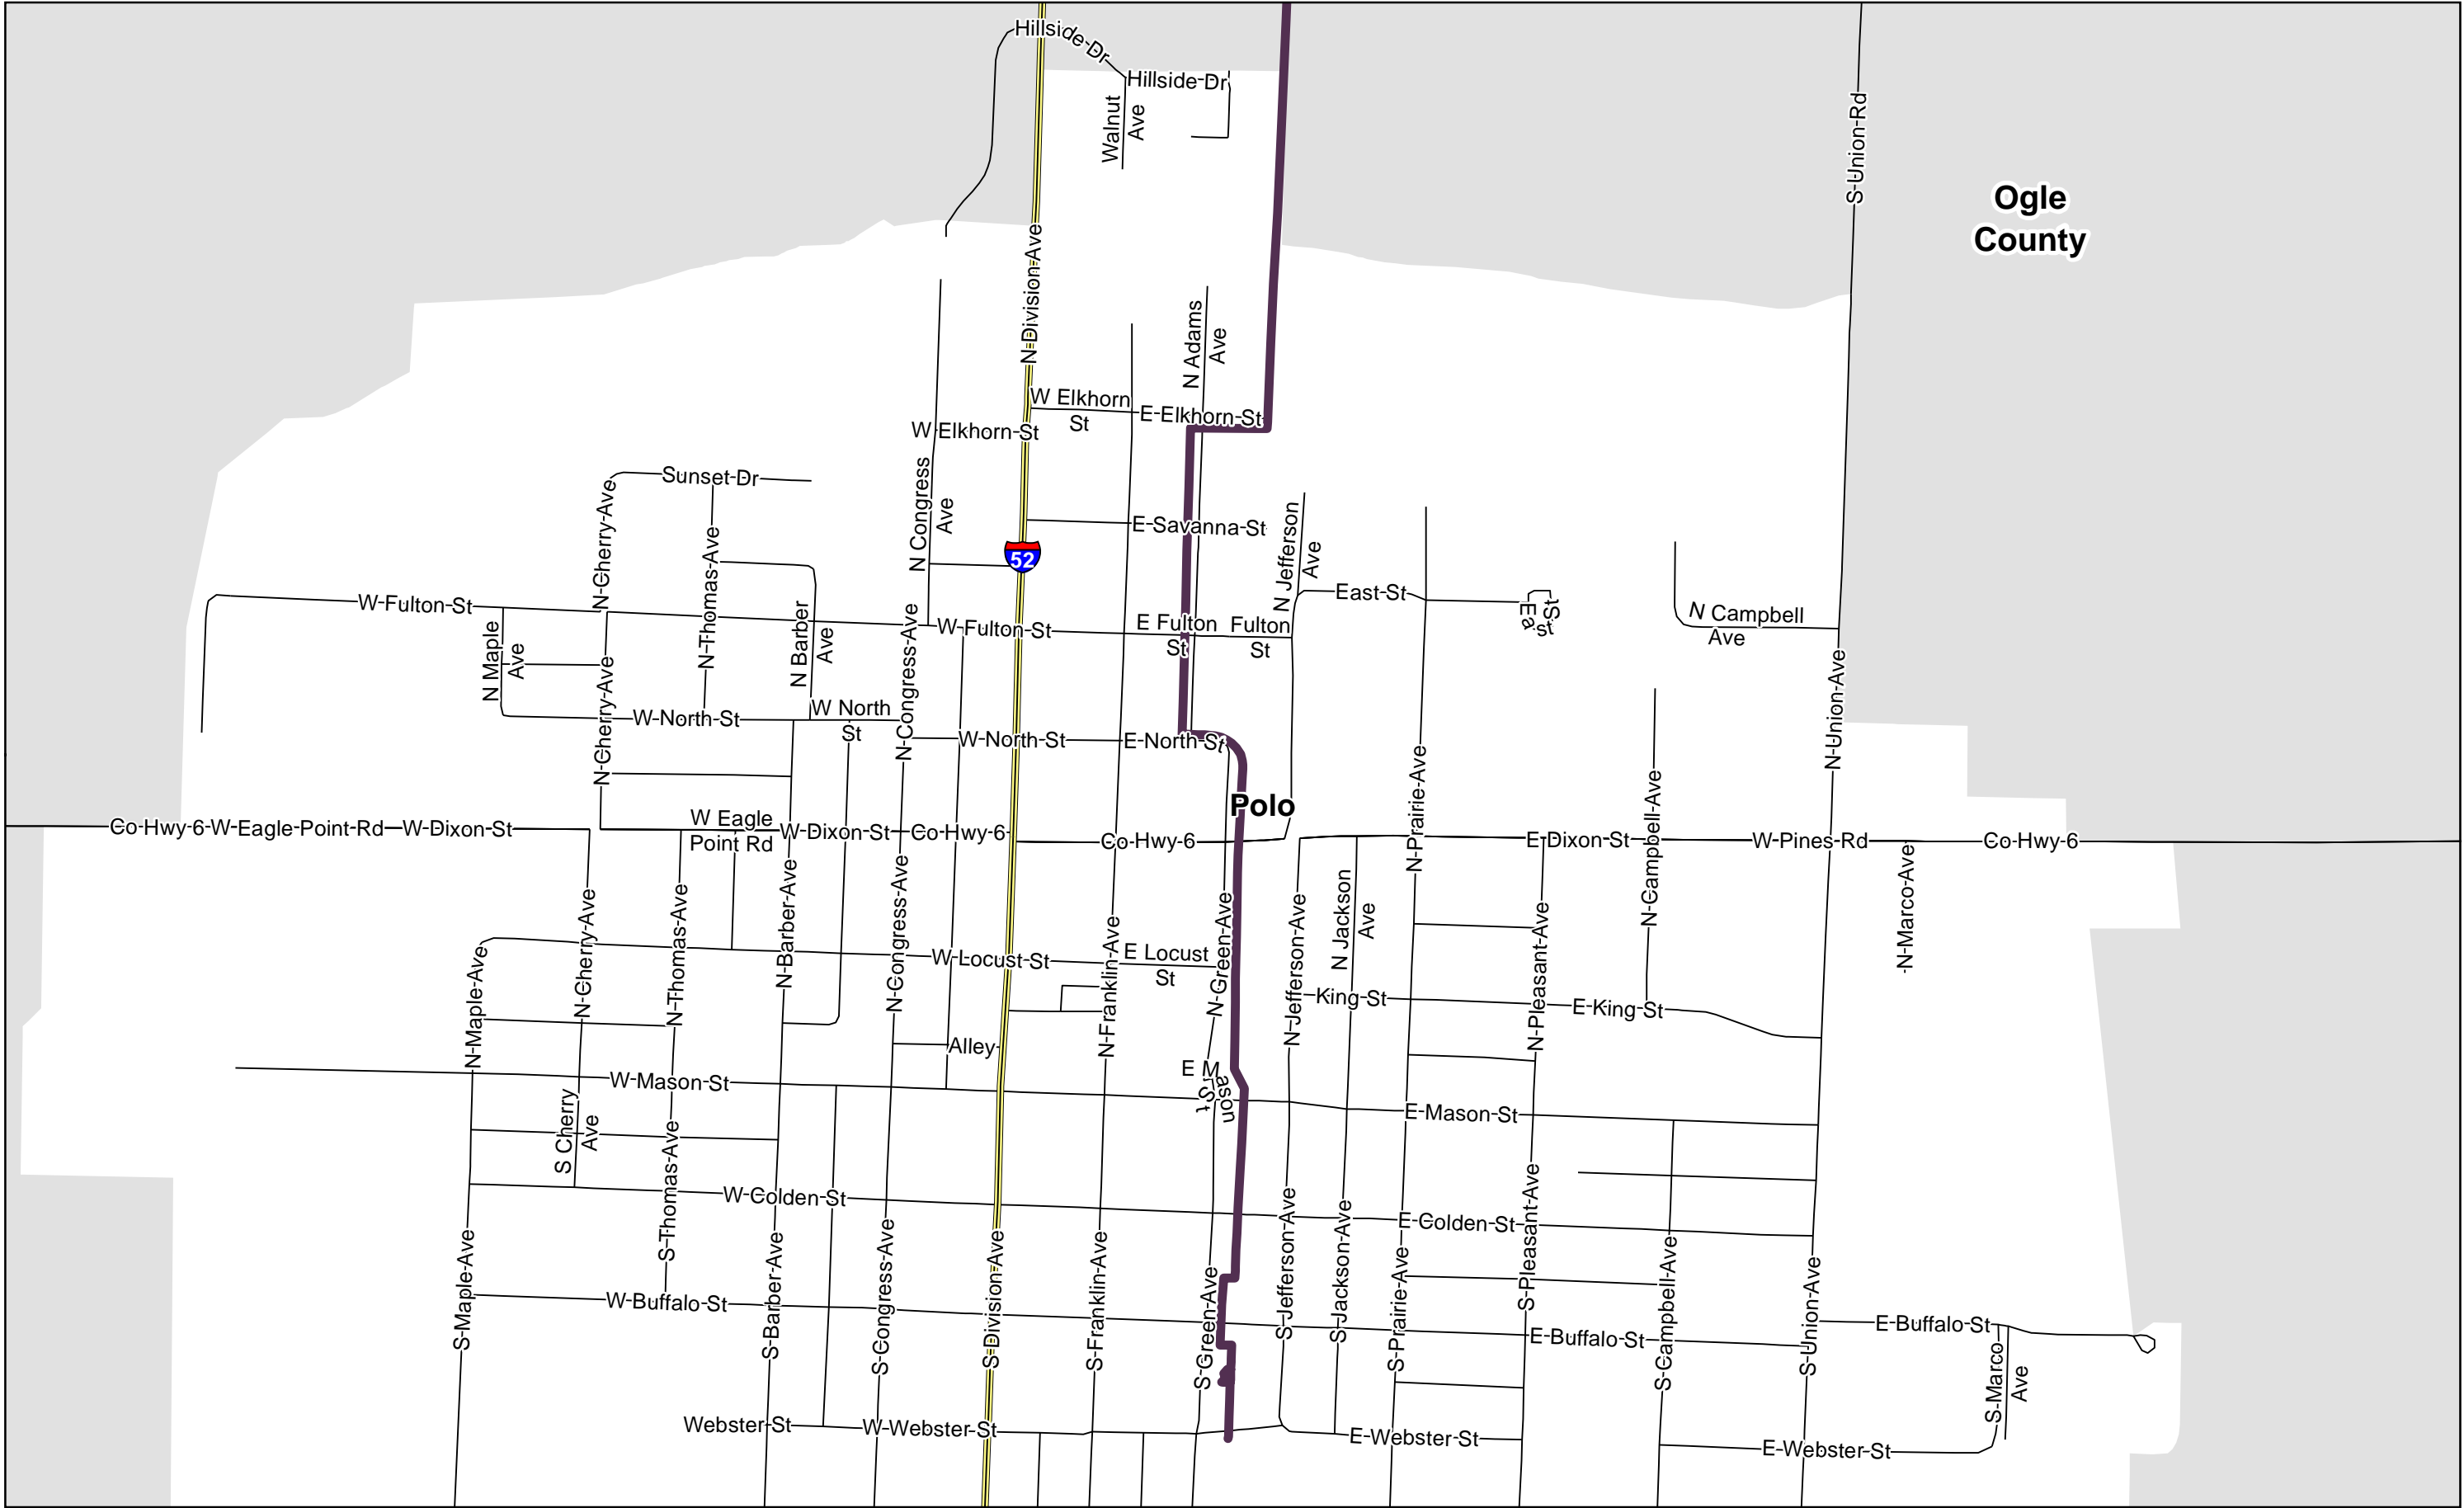 Hillside Dr
Hillside Dr
Walnut
Ave
S Union Rd
Ogle
County
N Division Ave
N Adams
Ave
W Elkhorn
St
E Elkhorn St
W Elkhorn St
Sunset Dr
N Cherry Ave
N Congress
Ave
E Savanna St
N Jefferson
Ave
52
N Thomas Ave
East St
East St
W Fulton St
N Maple
Ave
N Barber
Ave
N Congress Ave
W Fulton St
E Fulton
St
Fulton
St
N Campbell
Ave
N Cherry Ave
W North St
W North
St
W North St
E North St
N Union Ave
N Prairie Ave
N Campbell Ave
Polo
Co Hwy 6
W Eagle Point Rd
W Dixon St
W Eagle
Point Rd
W Dixon St
Co Hwy 6
Co Hwy 6
E Dixon St
W Pines Rd
Co Hwy 6
N Marco Ave
N Maple Ave
N Cherry Ave
N Thomas Ave
N Barber Ave
N Congress Ave
W Locust St
N Franklin Ave
E Locust
St
N Green Ave
N Jefferson Ave
N Jackson
Ave
N Pleasant Ave
King St
E King St
Alley
W Mason St
E Mason St
E Mason St
S Cherry
Ave
S Thomas Ave
W Golden St
E Colden St
S Maple Ave
W Buffalo St
S Barber Ave
S Congress Ave
S Division Ave
S Franklin Ave
S Green Ave
S Jefferson Ave
S Jackson Ave
S Prairie Ave
S Pleasant Ave
S Campbell Ave
S Union Ave
E Buffalo St
E Buffalo St
S Marco
Ave
Webster St
W Webster St
E Webster St
E Webster St